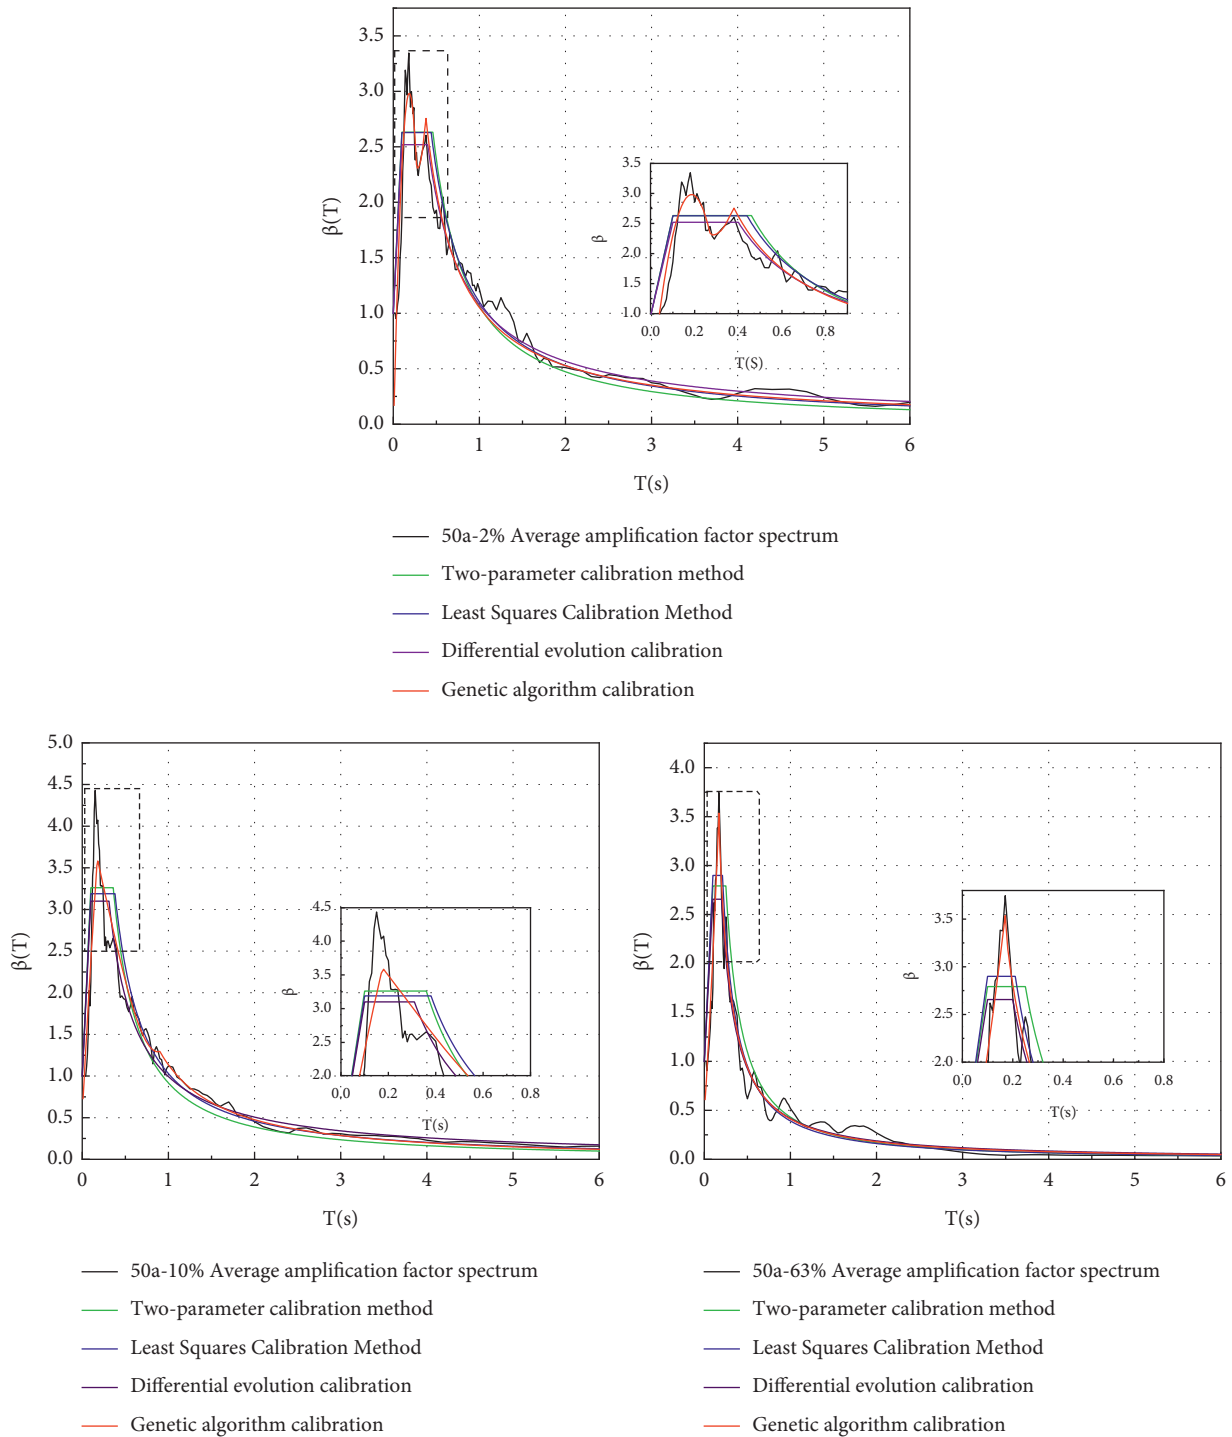 3.5
3.0
2.5
2.0
1.5
1.0
0.5
0.0
β(T)
0 1 2 3 4 5 6
T(s)
3.5
3.0
2.5
2.0
1.5
1.0
β
0.0 0.2 0.4 0.6 0.8
T(S)
50a-2% Average amplification factor spectrum
Two-parameter calibration method
Least Squares Calibration Method
Differential evolution calibration
Genetic algorithm calibration
5.0
4.5
4.0
3.5
3.0
2.5
2.0
1.5
1.0
0.5
0.0
β(T)
0 1 2 3 4 5 6
T(s)
4.5
4.0
3.5
3.0
2.5
2.0
β
0.0 0.2 0.4 0.6 0.8
T(s)
50a-10% Average amplification factor spectrum
Two-parameter calibration method
Least Squares Calibration Method
Differential evolution calibration
Genetic algorithm calibration
4.0
3.5
3.0
2.5
2.0
1.5
1.0
0.5
0.0
β(T)
0 1 2 3 4 5 6
T(s)
3.5
3.0
2.5
2.0
β
0.0 0.2 0.4 0.6 0.8
T(s)
50a-63% Average amplification factor spectrum
Two-parameter calibration method
Least Squares Calibration Method
Differential evolution calibration
Genetic algorithm calibration